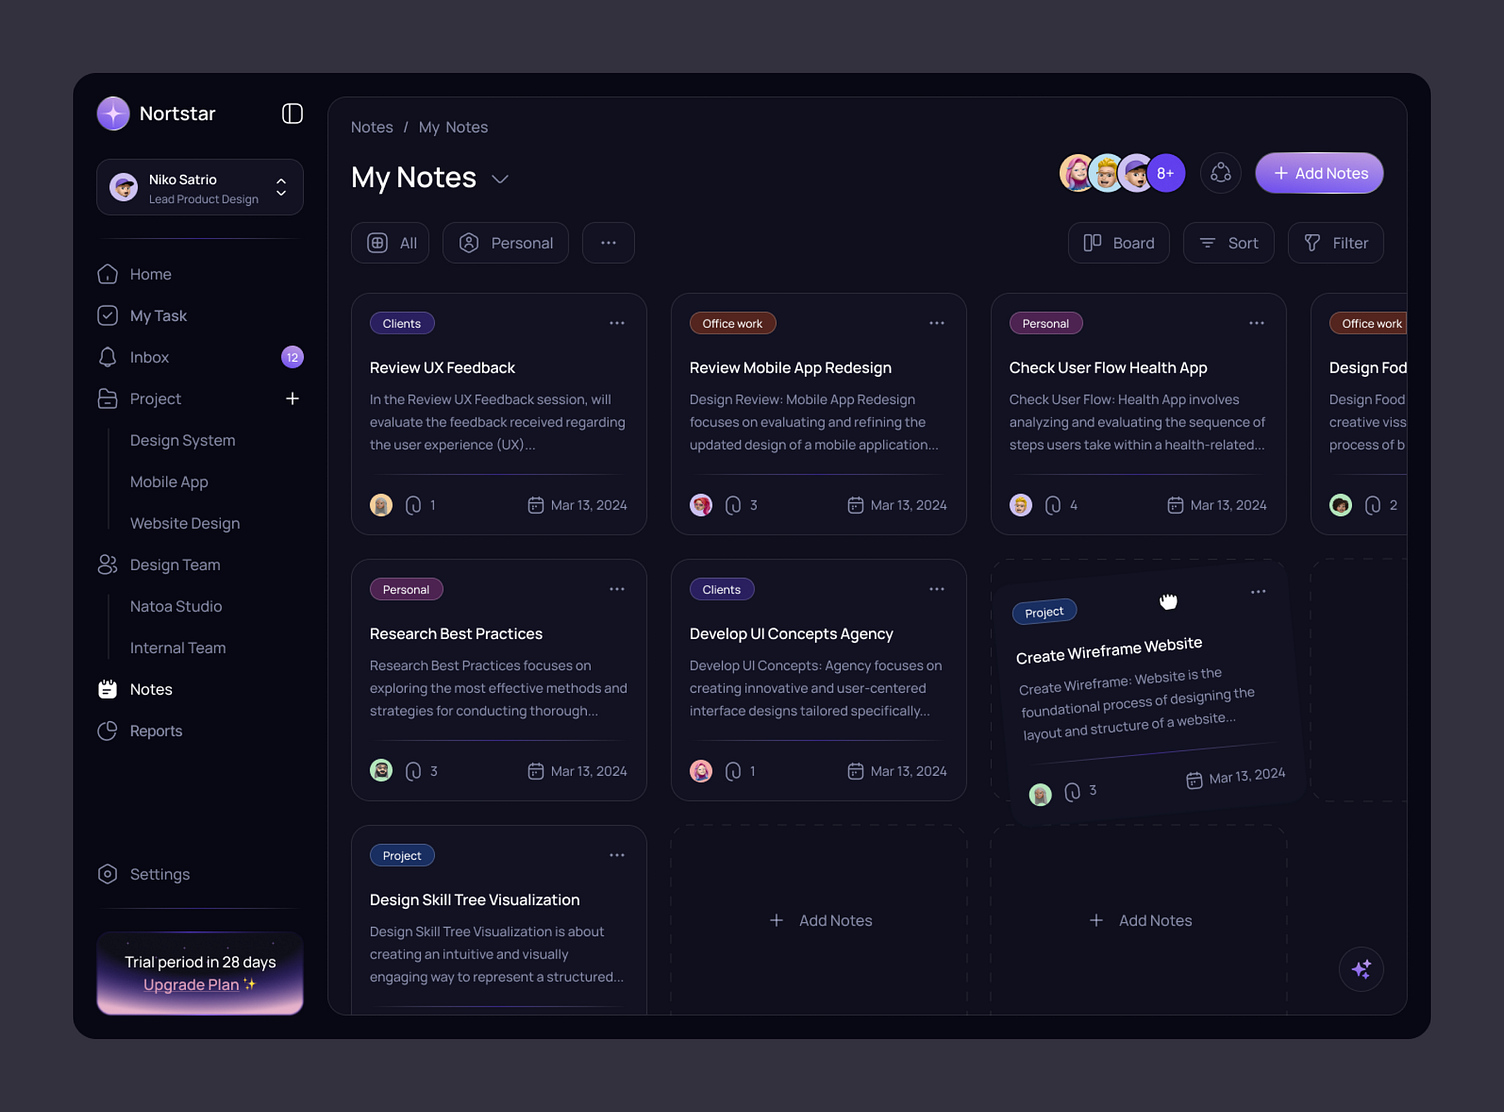 Nortstar
Niko Satrio
Lead Product Design
Home
My Task
Inbox
12
Project
Design System
Mobile App
Website Design
Design Team
Natoa Studio
Internal Team
Notes
Reports
Settings
Trial period in 28 days
Upgrade Plan
Notes / My Notes
My Notes
8+
Add Notes
All
Personal
Board
Sort
Filter
Clients
Review UX Feedback
In the Review UX Feedback session, will
evaluate the feedback received regarding
the user experience (UX)...
1
Mar 13, 2024
Office work
Review Mobile App Redesign
Design Review: Mobile App Redesign
focuses on evaluating and refining the
updated design of a mobile application...
3
Mar 13, 2024
Personal
Check User Flow Health App
Check User Flow: Health App involves
analyzing and evaluating the sequence of
steps users take within a health-related...
4
Mar 13, 2024
Office work
Design Food
Design Food
creative viss
process of b
2
Personal
Research Best Practices
Research Best Practices focuses on
exploring the most effective methods and
strategies for conducting thorough...
3
Mar 13, 2024
Clients
Develop UI Concepts Agency
Develop UI Concepts: Agency focuses on
creating innovative and user-centered
interface designs tailored specifically...
1
Mar 13, 2024
Project
Create Wireframe Website
Create Wireframe: Website is the
foundational process of designing the
layout and structure of a website...
3
Mar 13, 2024
Project
Design Skill Tree Visualization
Design Skill Tree Visualization is about
creating an intuitive and visually
engaging way to represent a structured...
Add Notes
Add Notes